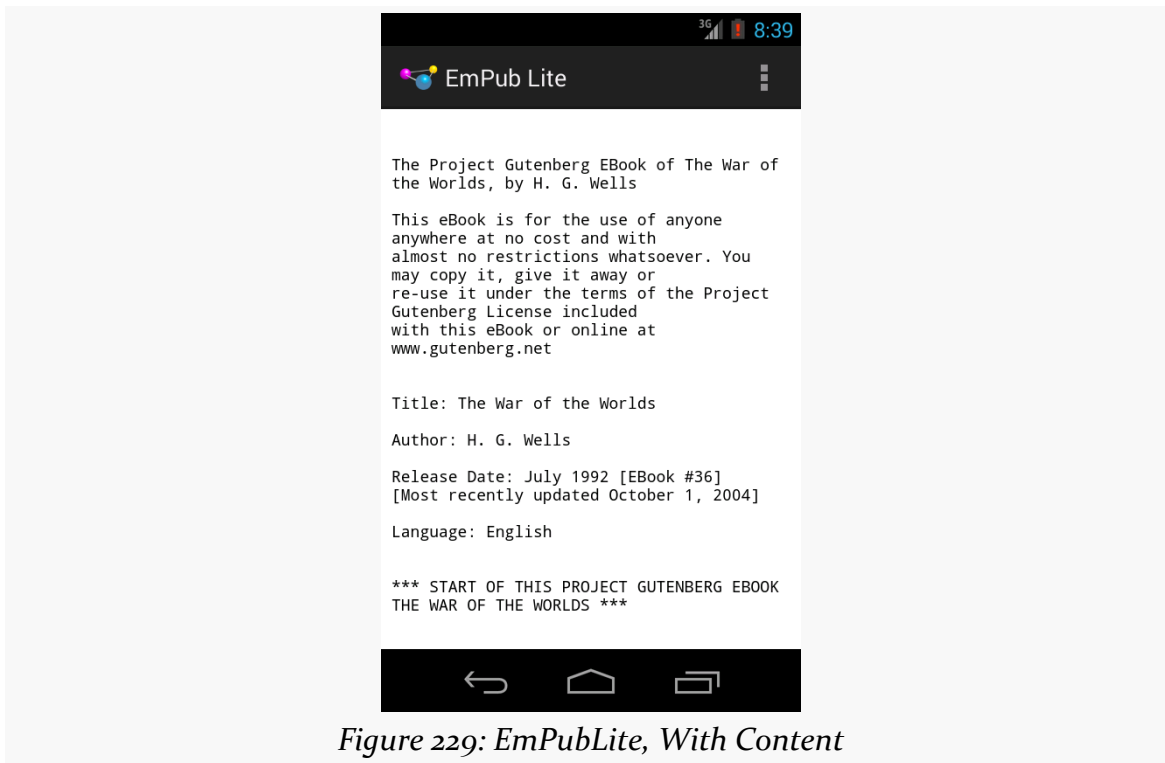 3G 8:39
EmPub Lite
The Project Gutenberg EBook of The War of
the Worlds, by H. G. Wells
This eBook is for the use of anyone
anywhere at no cost and with
almost no restrictions whatsoever. You
may copy it, give it away or
re-use it under the terms of the Project
Gutenberg License included
with this eBook or online at
www.gutenberg.net
Title: The War of the Worlds
Author: H. G. Wells
Release Date: July 1992 [EBook #36]
[Most recently updated October 1, 2004]
Language: English
*** START OF THIS PROJECT GUTENBERG EBOOK
THE WAR OF THE WORLDS ***
Figure 229: EmPubLite, With Content